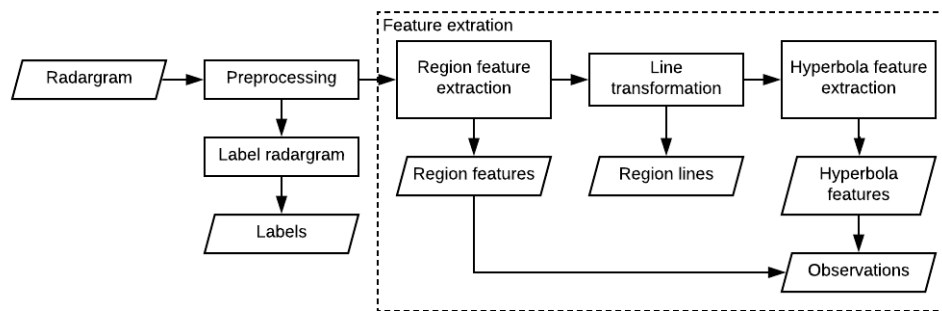 Feature extration
Radargram
Preprocessing
Region feature
extraction
Line
transformation
Hyperbola feature
extraction
Label radargram
Region features
Region lines
Hyperbola
features
Labels
Observations